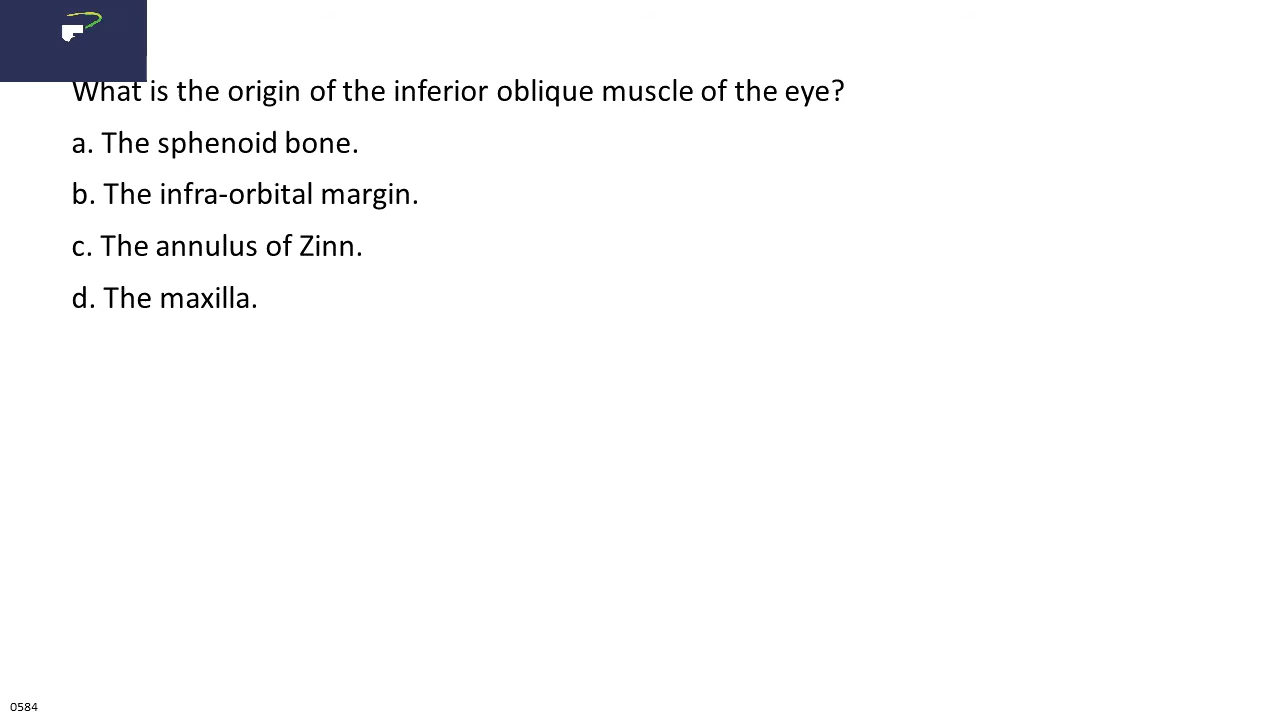 What is the origin of the inferior oblique muscle of the eye?
a. The sphenoid bone.
b. The infra-orbital margin.
c. The annulus of Zinn.
d. The maxilla.
0584